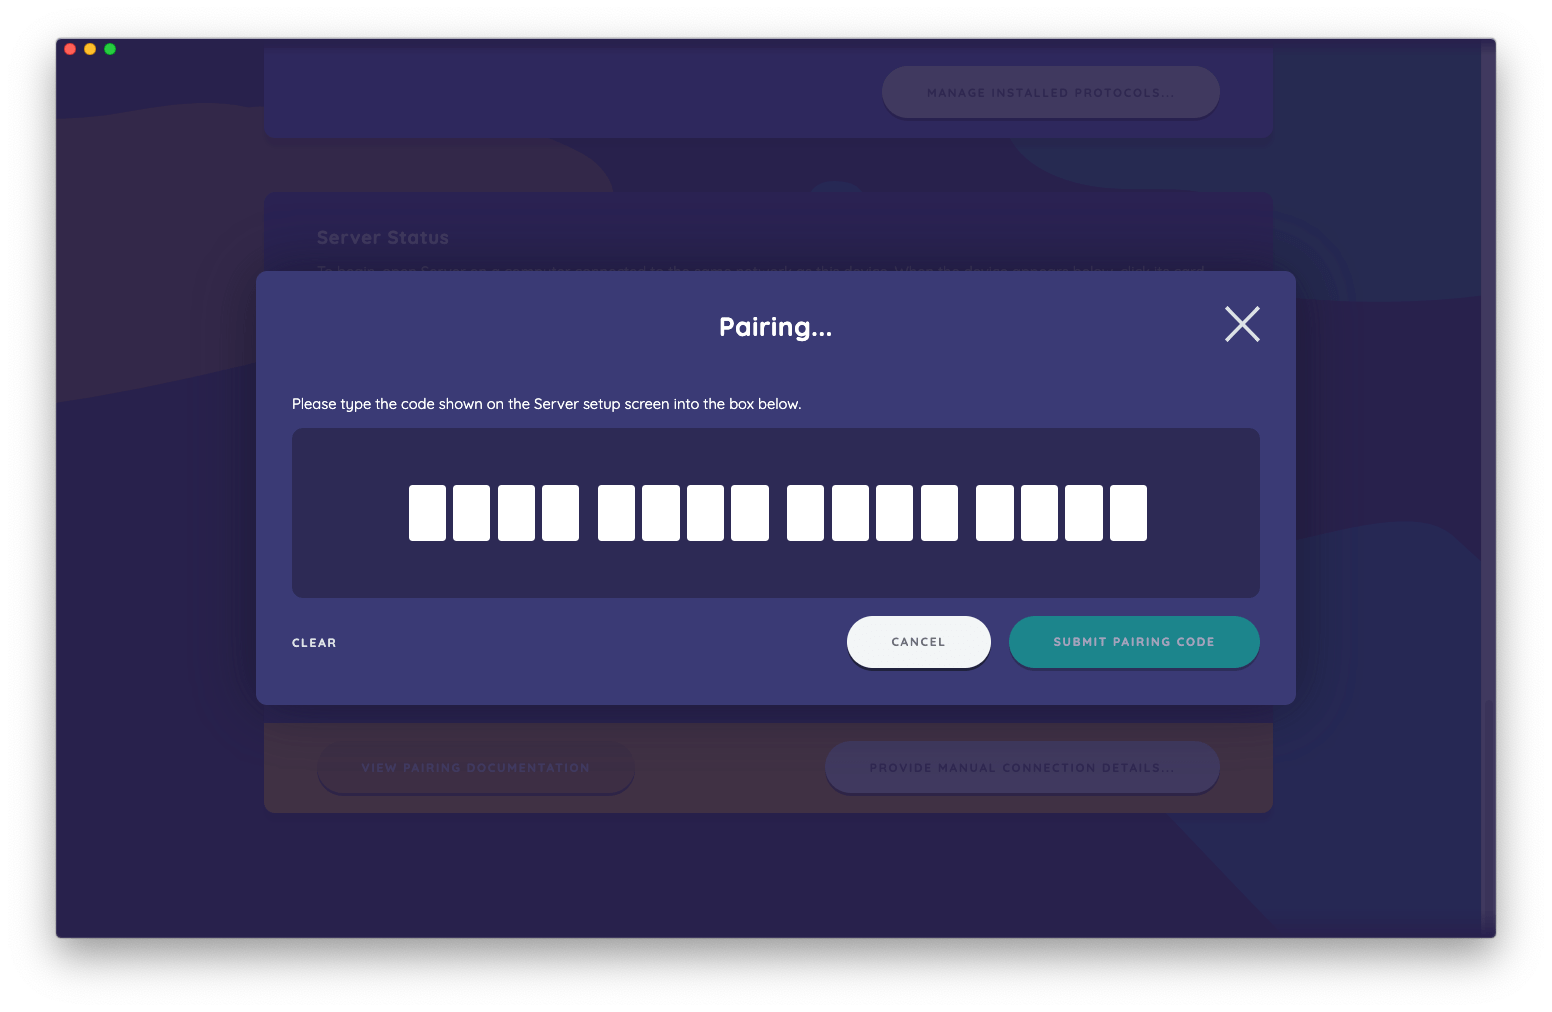 MANAGE INSTALLED PROTOCOLS...
Server Status
Pairing...
Please type the code shown on the Server setup screen into the box below.
CLEAR
CANCEL
SUBMIT PAIRING CODE
VIEW PAIRING DOCUMENTATION
PROVIDE MANUAL CONNECTION DETAILS...